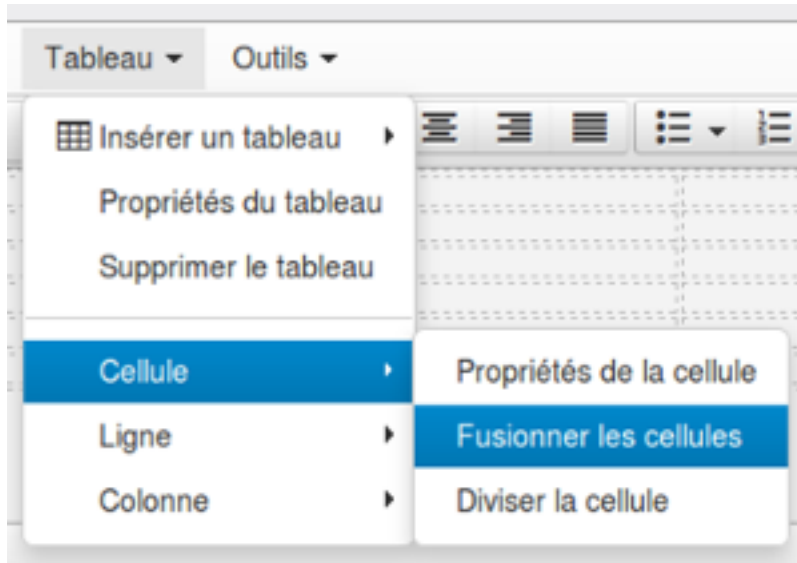 Tableau Outils
Insérer un tableau
Propriétés du tableau
Supprimer le tableau
Cellule
Propriétés de la cellule
Ligne
Fusionner les cellules
Colonne
Diviser la cellule